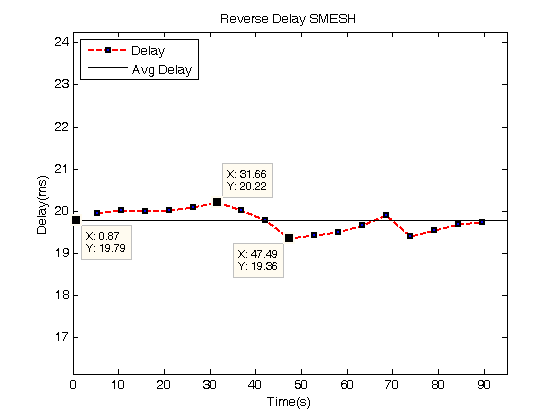 Reverse Delay SMESH
Delay
Avg Delay
24
23
22
21
20
19
18
17
Delay(ms)
X: 31.66
Y: 20.22
X: 0.87
Y: 19.79
X: 47.49
Y: 19.36
0 10 20 30 40 50 60 70 80 90
Time(s)